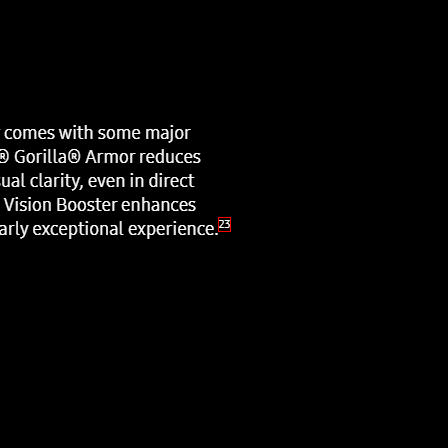 comes with some major
® Gorilla® Armor reduces
ual clarity, even in direct
Vision Booster enhances
arly exceptional experience.23